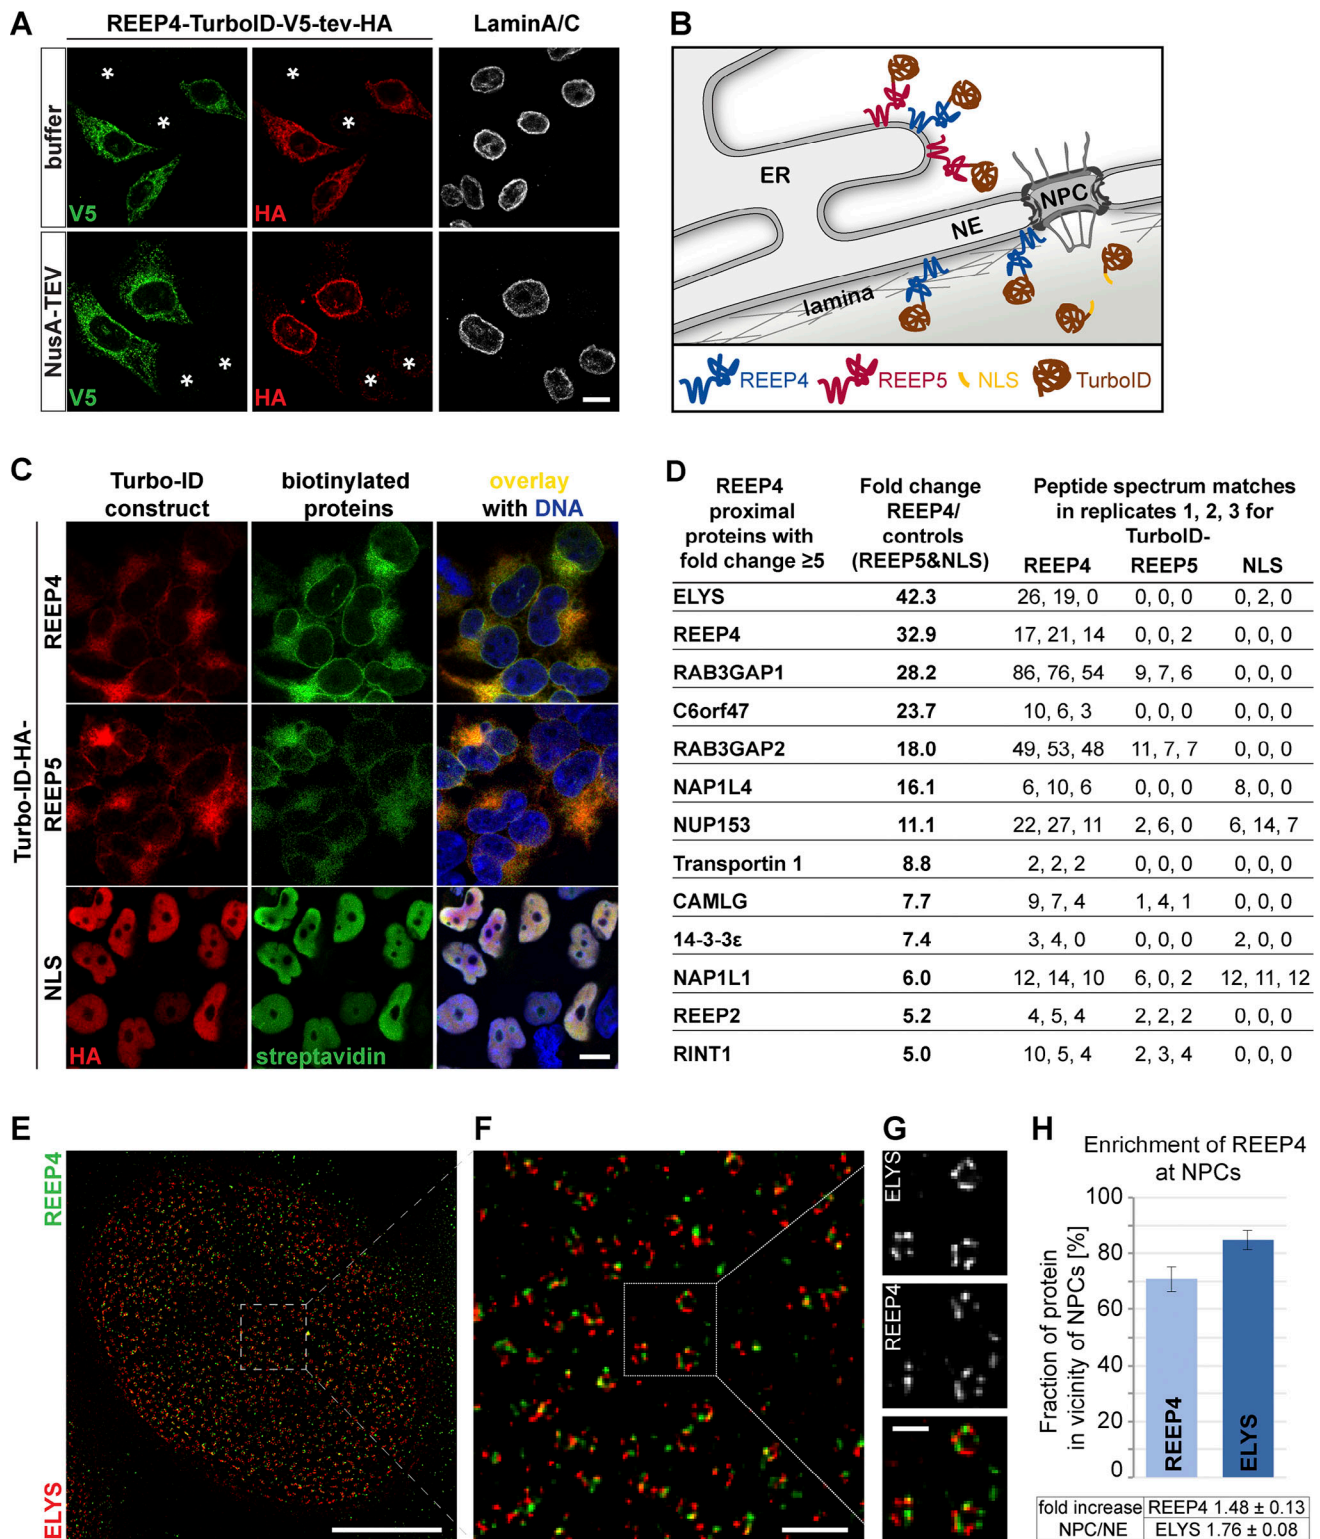 A
REEP4-TurboID-V5-tev-HA
LaminA/C
buffer
* * * *
V5
HA
NusA-TEV
* * * *
V5
HA
B
ER
NPC
NE
lamina
REEP4 REEP5 NLS TurboID
C
Turbo-ID
construct
biotinylated
proteins
overlay
with DNA
Turbo-ID-HA-
REEP4
REEP5
NLS
HA
streptavidin
D
REEP4
proximal
proteins with
fold change ≥5
Fold change
REEP4/
controls
(REEP5&NLS)
Peptide spectrum matches
in replicates 1, 2, 3 for
TurboID-
REEP4 REEP5 NLS
ELYS 42.3 26, 19, 0 0, 0, 0 0, 2, 0
REEP4 32.9 17, 21, 14 0, 0, 2 0, 0, 0
RAB3GAP1 28.2 86, 76, 54 9, 7, 6 0, 0, 0
C6orf47 23.7 10, 6, 3 0, 0, 0 0, 0, 0
RAB3GAP2 18.0 49, 53, 48 11, 7, 7 0, 0, 0
NAP1L4 16.1 6, 10, 6 0, 0, 0 8, 0, 0
NUP153 11.1 22, 27, 11 2, 6, 0 6, 14, 7
Transportin 1 8.8 2, 2, 2 0, 0, 0 0, 0, 0
CAMLG 7.7 9, 7, 4 1, 4, 1 0, 0, 0
14-3-3ε 7.4 3, 4, 0 0, 0, 0 2, 0, 0
NAP1L1 6.0 12, 14, 10 6, 0, 2 12, 11, 12
REEP2 5.2 4, 5, 4 2, 2, 2 0, 0, 0
RINT1 5.0 10, 5, 4 2, 3, 4 0, 0, 0
E
REEP4
ELYS
F
G
ELYS
REEP4
H
Enrichment of REEP4
at NPCs
Fraction of protein
in vicinity of NPCs [%]
100
80
60
40
20
0
REEP4
ELYS
fold increase REEP4 1.48 ± 0.13
NPC/NE ELYS 1.76 ± 0.08